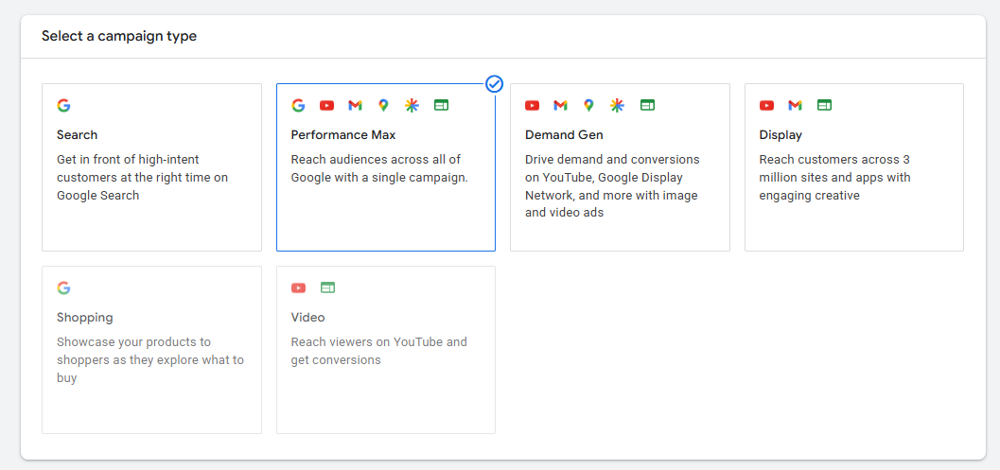 Select a campaign type
Search
Get in front of high-intent
customers at the right time on
Google Search
Performance Max
Reach audiences across all of
Google with a single campaign.
Demand Gen
Drive demand and conversions
on YouTube, Google Display
Network, and more with image
and video ads
Display
Reach customers across 3
million sites and apps with
engaging creative
Shopping
Showcase your products to
shoppers as they explore what to
buy
Video
Reach viewers on YouTube and
get conversions